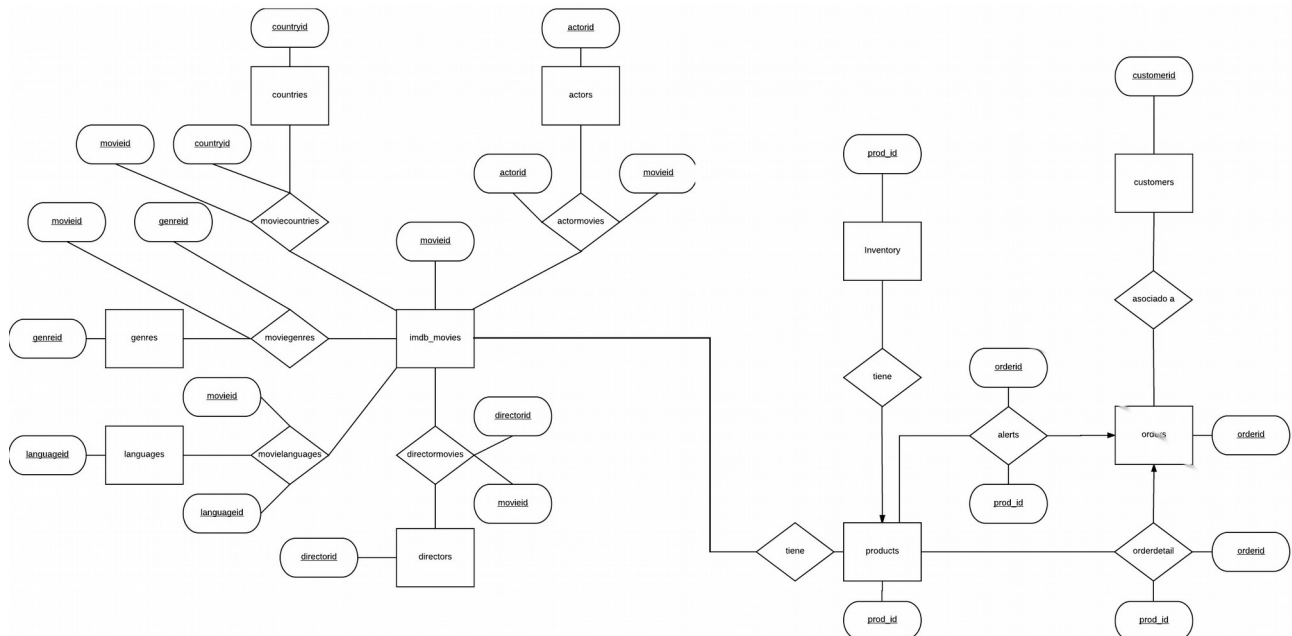 countryid
actorid
countries
actors
customerid
movieid
countryid
prod_id
actorid
movieid
customers
movieid
genreid
moviecountries
actormovies
movieid
Inventory
asociado a
genreid
genres
moviegenres
imdb_movies
tiene
orderid
movieid
directorid
alerts
orders
orderid
languageid
languages
movielanguages
directormovies
languageid
movieid
prod_id
directorid
directors
tiene
products
orderdetail
orderid
prod_id
prod_id